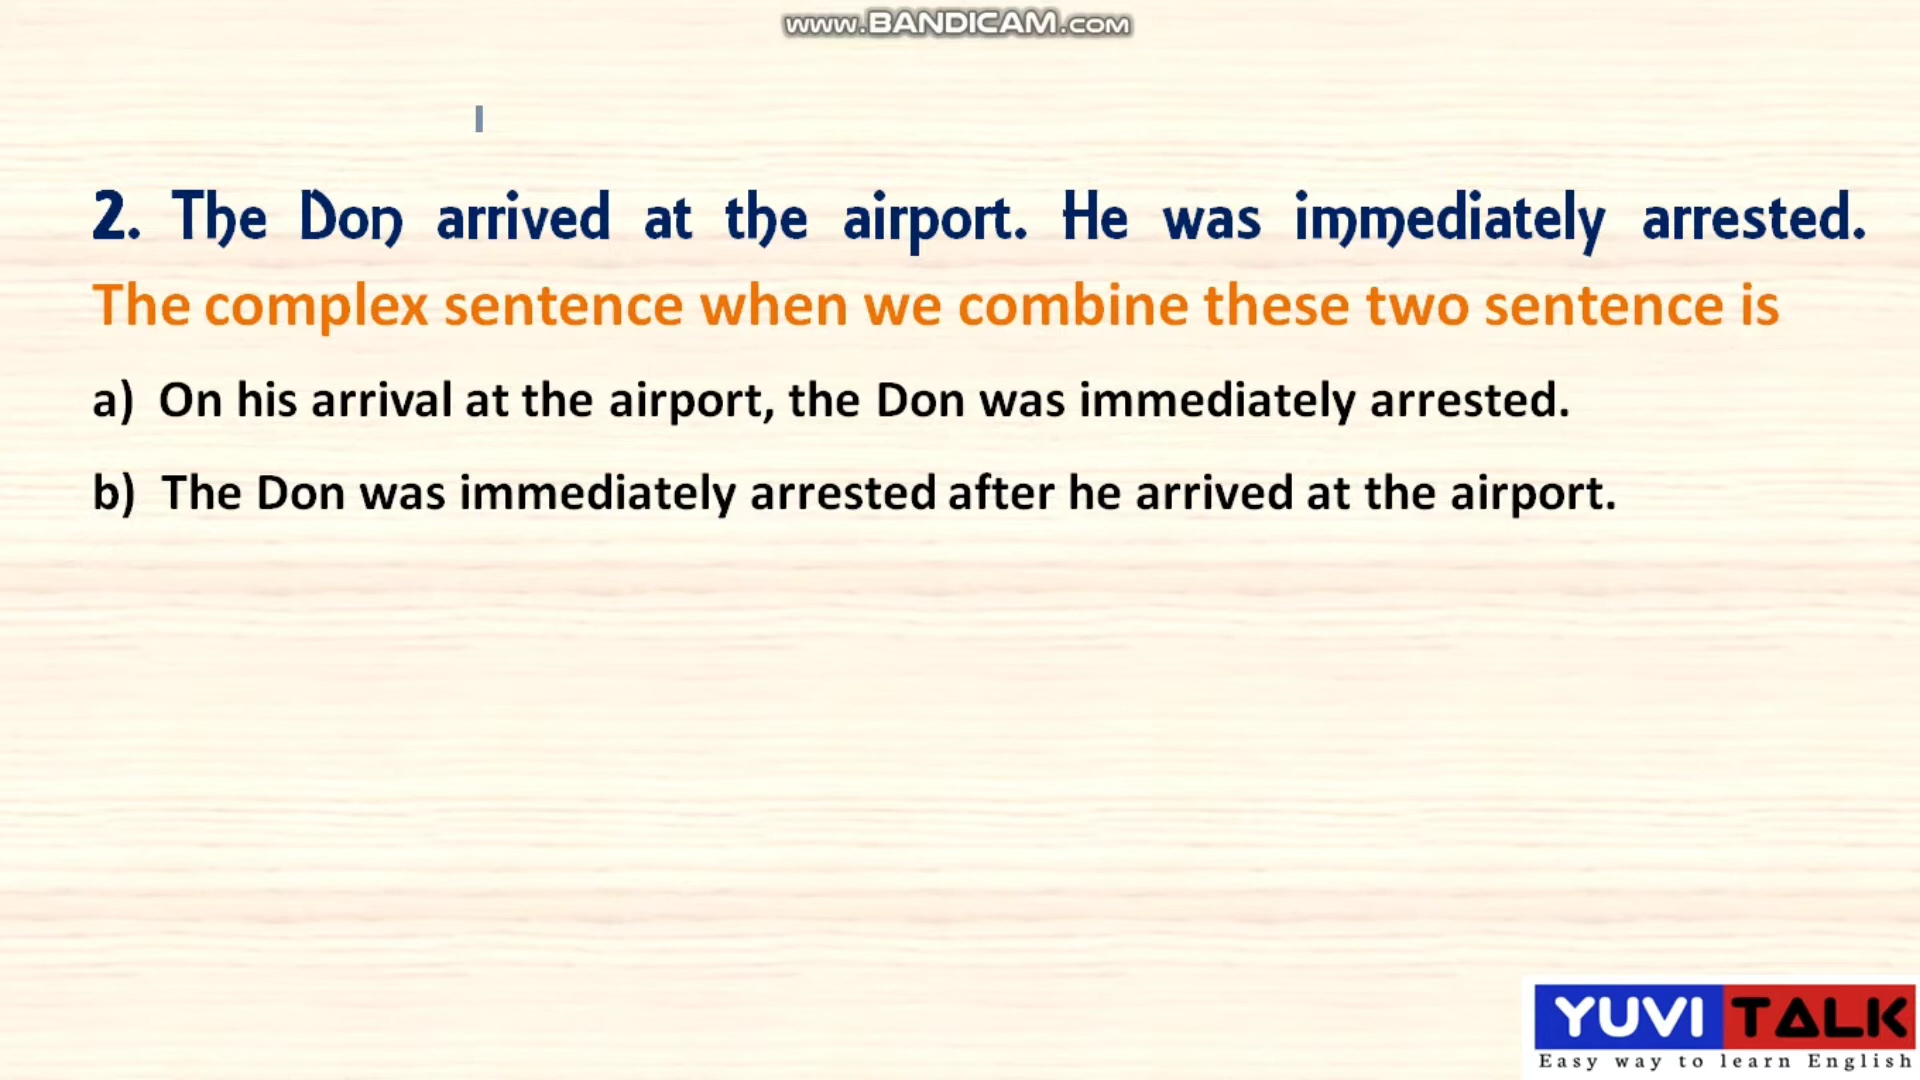 www.BANDICAM.com
2. The Don arrived at the airport. He was immediately arrested.
The complex sentence when we combine these two sentence is
a) On his arrival at the airport, the Don was immediately arrested.
b) The Don was immediately arrested after he arrived at the airport.
YUVI TALK
Easy way to learn English